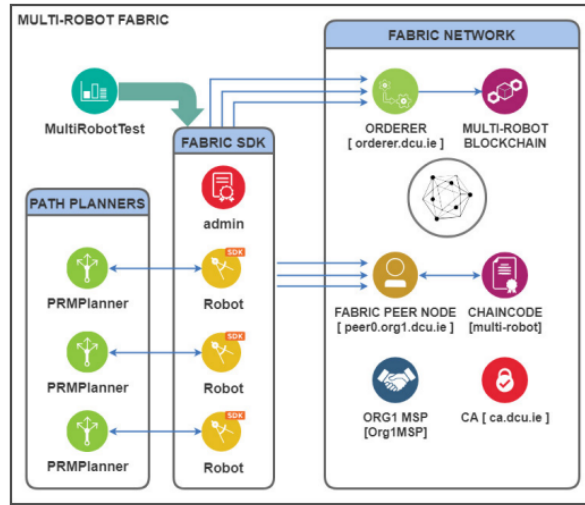 MULTI-ROBOT FABRIC
FABRIC NETWORK
MultiRobotTest
ORDERER
[ orderer.dcu.ie ]
MULTI-ROBOT
BLOCKCHAIN
FABRIC SDK
admin
PATH PLANNERS
PRMPlanner
SDK
Robot
PRMPlanner
SDK
Robot
PRMPlanner
SDK
Robot
FABRIC PEER NODE
[ peer0.org1.dcu.ie ]
CHAINCODE
[multi-robot]
ORG1 MSP
[Org1MSP]
CA [ ca.dcu.ie ]